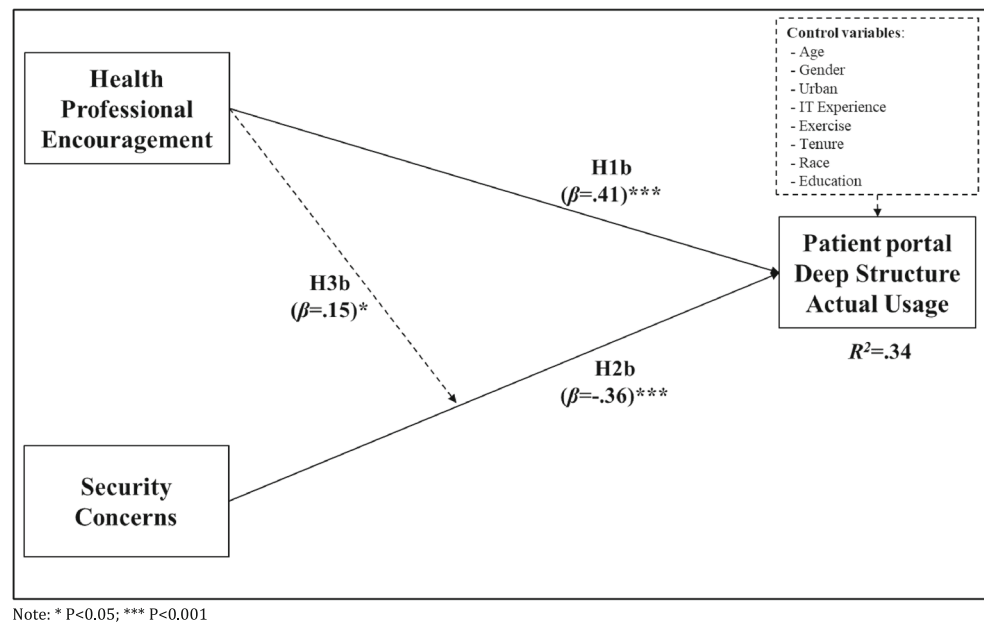 Health
Professional
Encouragement
Control variables:
- Age
- Gender
- Urban
- IT Experience
- Exercise
- Tenure
- Race
- Education
H1b
(β=.41)***
Patient portal
Deep Structure
Actual Usage
R²=.34
H3b
(β=.15)*
H2b
(β=-.36)***
Security
Concerns
Note: * P<0.05; *** P<0.001